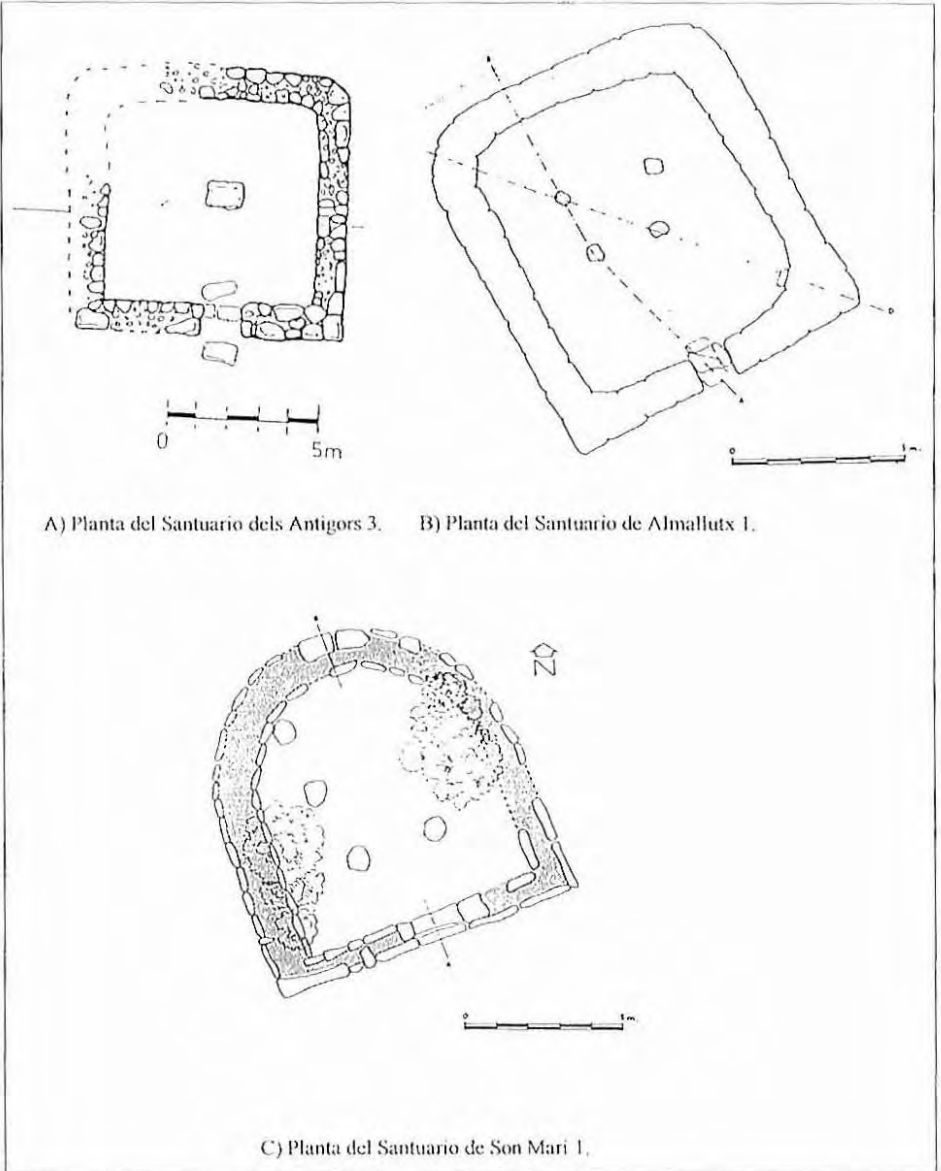 0 5m
A) Planta del Santuario dels Antigors 3. B) Planta del Santuario de Almallutx 1.
N
C) Planta del Santuario de Son Marí 1.